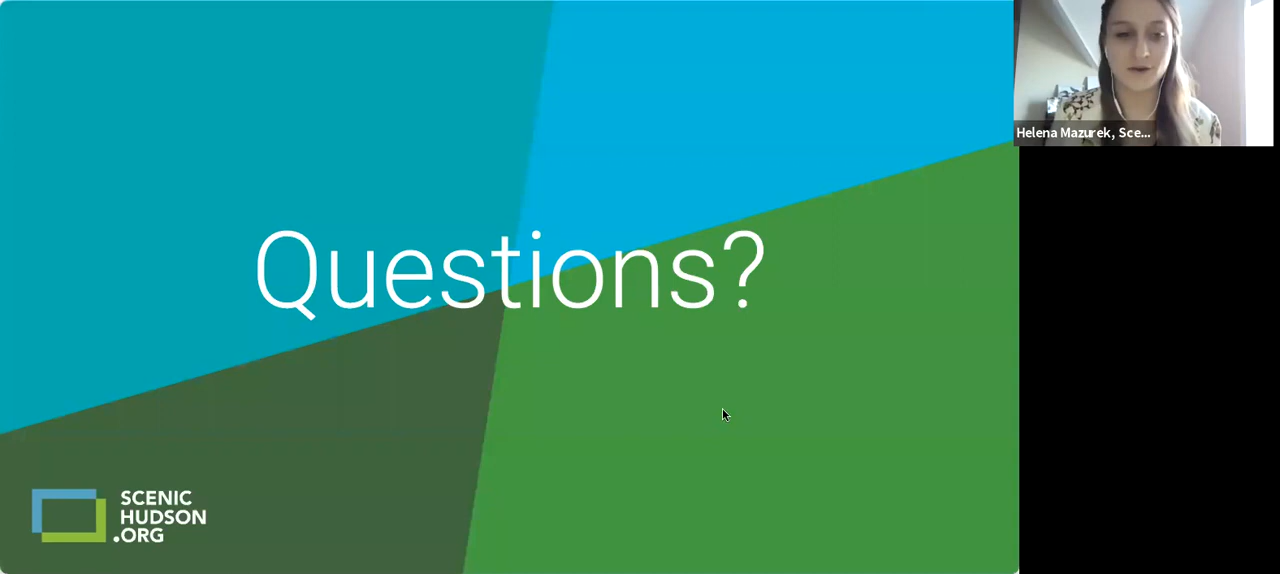 Helena Mazurek, Sce...
Questions?
SCENIC
HUDSON
.ORG